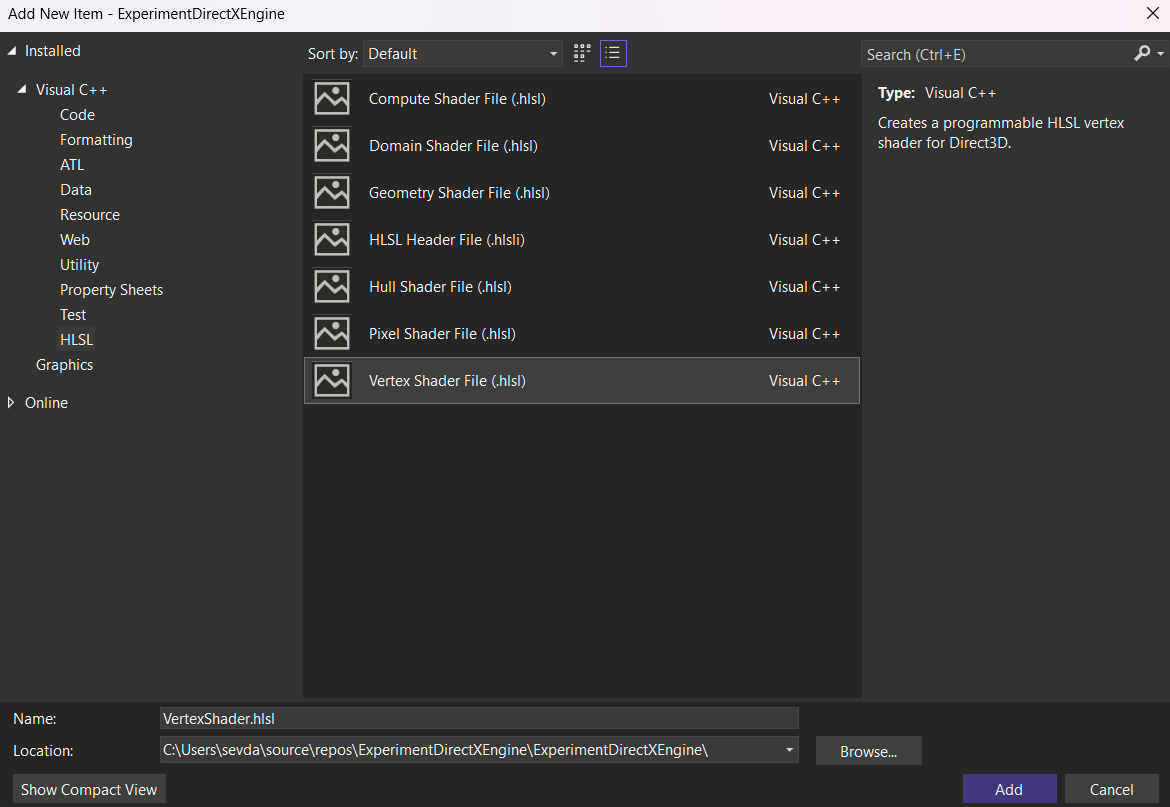 Add New Item - ExperimentDirectXEngine
Installed
Visual C++
Code
Formatting
ATL
Data
Resource
Web
Utility
Property Sheets
Test
HLSL
Graphics
Online
Sort by: Default
Compute Shader File (.hlsl) Visual C++
Domain Shader File (.hlsl) Visual C++
Geometry Shader File (.hlsl) Visual C++
HLSL Header File (.hlsli) Visual C++
Hull Shader File (.hlsl) Visual C++
Pixel Shader File (.hlsl) Visual C++
Vertex Shader File (.hlsl) Visual C++
Search (Ctrl+E)
Type: Visual C++
Creates a programmable HLSL vertex
shader for Direct3D.
Name: VertexShader.hlsl
Location: C:\Users\sevda\source\repos\ExperimentDirectXEngine\ExperimentDirectXEngine\ Browse...
Show Compact View Add Cancel